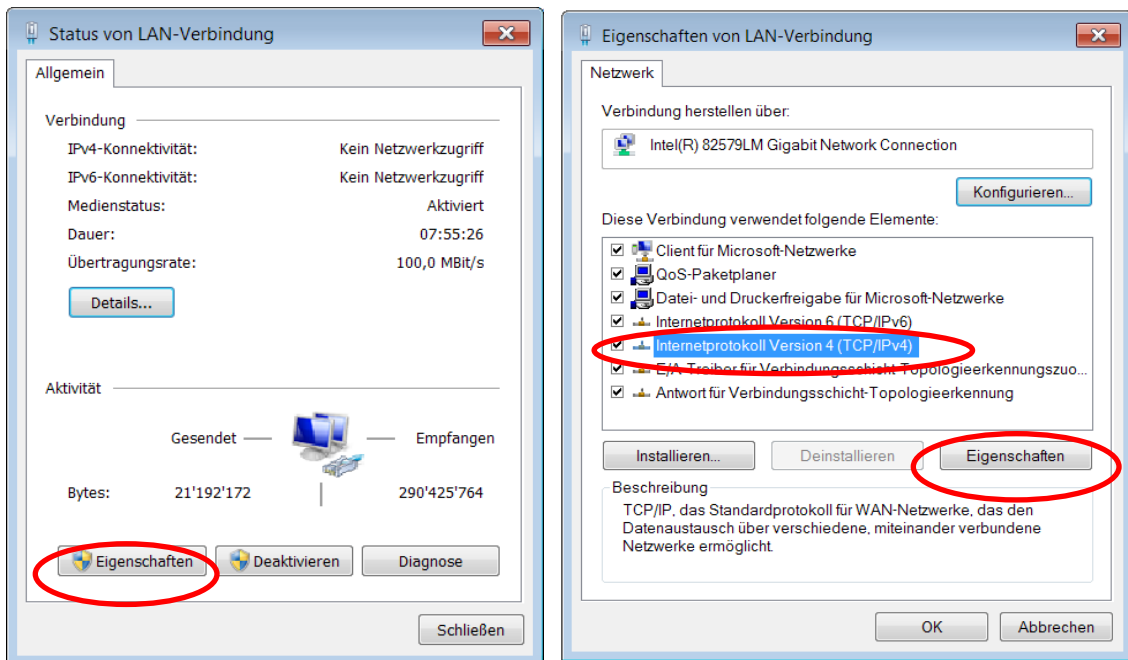 Status von LAN-Verbindung
Allgemein
Verbindung
IPv4-Konnektivität: Kein Netzwerkzugriff
IPv6-Konnektivität: Kein Netzwerkzugriff
Medienstatus: Aktiviert
Dauer: 07:55:26
Übertragungsrate: 100,0 MBit/s
Details...
Aktivität
Gesendet Empfangen
Bytes: 21'192'172 290'425'764
Eigenschaften Deaktivieren Diagnose
Schließen
Eigenschaften von LAN-Verbindung
Netzwerk
Verbindung herstellen über:
Intel(R) 82579LM Gigabit Network Connection
Konfigurieren...
Diese Verbindung verwendet folgende Elemente:
Client für Microsoft-Netzwerke
QoS-Paketplaner
Datei- und Druckerfreigabe für Microsoft-Netzwerke
Internetprotokoll Version 6 (TCP/IPv6)
Internetprotokoll Version 4 (TCP/IPv4)
E/A-Treiber für Verbindungsschicht-Topologieerkennungszuo...
Antwort für Verbindungsschicht-Topologieerkennung
Installieren... Deinstallieren Eigenschaften
Beschreibung
TCP/IP, das Standardprotokoll für WAN-Netzwerke, das den
Datenaustausch über verschiedene, miteinander verbundene
Netzwerke ermöglicht.
OK Abbrechen